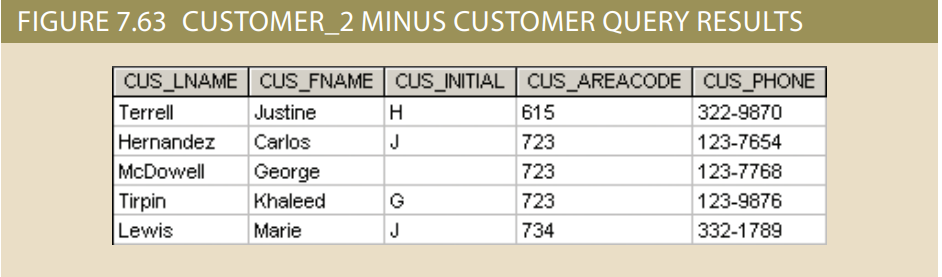 FIGURE 7.63 CUSTOMER_2 MINUS CUSTOMER QUERY RESULTS
CUS_LNAME CUS_FNAME CUS_INITIAL CUS_AREACODE CUS_PHONE
Terrell Justine H 615 322-9870
Hernandez Carlos J 723 123-7654
McDowell George 723 123-7768
Tirpin Khaleed G 723 123-9876
Lewis Marie J 734 332-1789